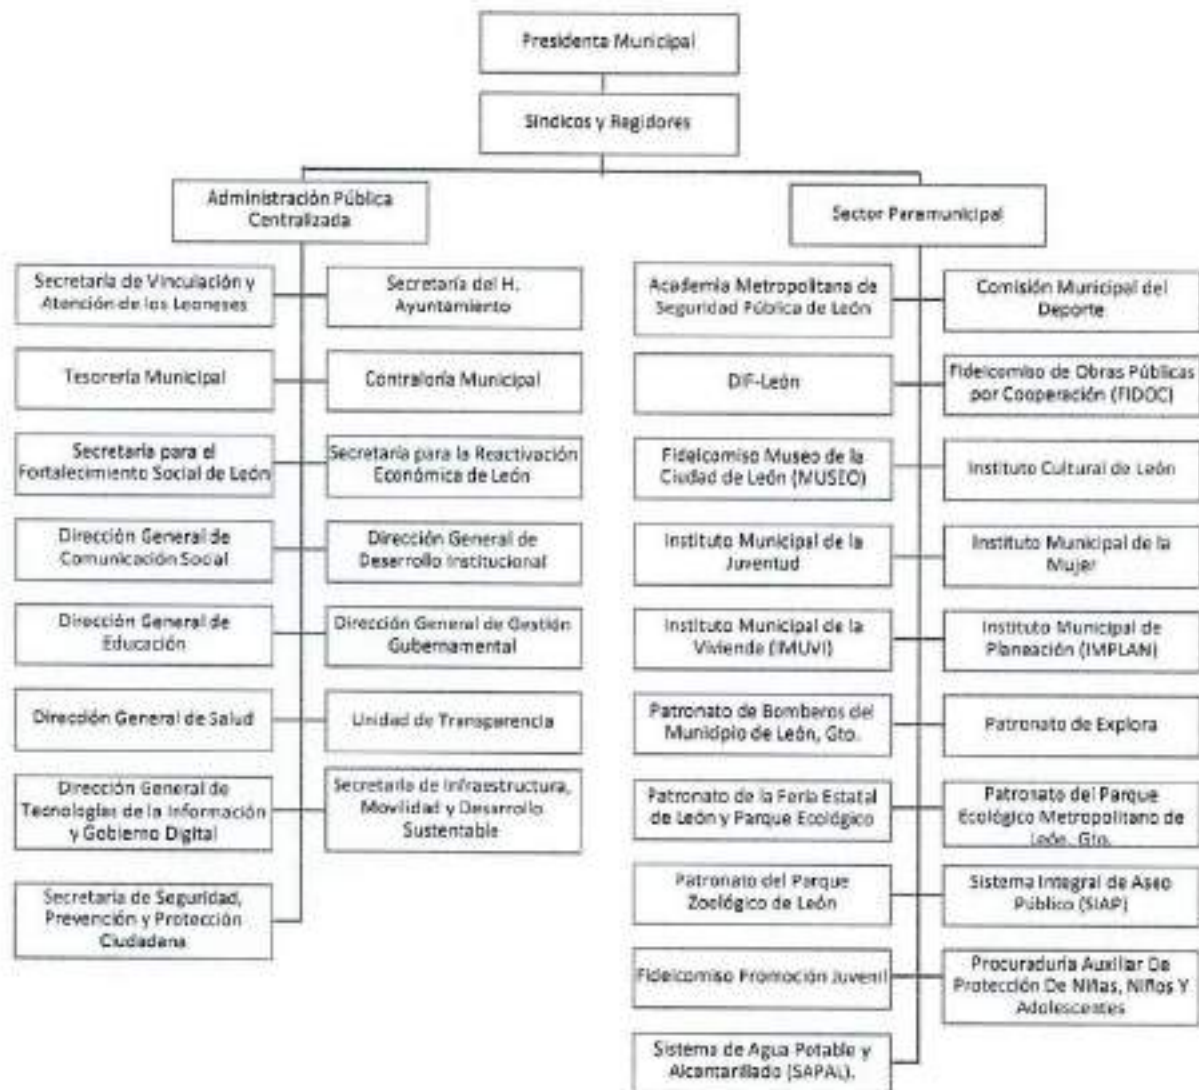 Presidenta Municipal
Síndicos y Regidores
Administración Pública
Centralizada
Sector Paramunicipal
Secretaría de Vinculación y
Atención de los Leoneses
Secretaría del H.
Ayuntamiento
Tesorería Municipal
Contraloría Municipal
Secretaría para el
Fortalecimiento Social de León
Secretaría para la Reactivación
Económica de León
Dirección General de
Comunicación Social
Dirección General de
Desarrollo Institucional
Dirección General de
Educación
Dirección General de Gestión
Gubernamental
Dirección General de Salud
Unidad de Transparencia
Dirección General de
Tecnologías de la Información
y Gobierno Digital
Secretaría de Infraestructura,
Movilidad y Desarrollo
Sustentable
Secretaría de Seguridad,
Prevención y Protección
Ciudadana
Academia Metropolitana de
Seguridad Pública de León
Comisión Municipal del
Deporte
DIF-León
Fideicomiso de Obras Públicas
por Cooperación (FIDOC)
Fideicomiso Museo de la
Ciudad de León (MUSEO)
Instituto Cultural de León
Instituto Municipal de la
Juventud
Instituto Municipal de la
Mujer
Instituto Municipal de la
Vivienda (IMUVI)
Instituto Municipal de
Planeación (IMPLAN)
Patronato de Bomberos del
Municipio de León, Gto.
Patronato de Explora
Patronato de la Feria Estatal
de León y Parque Ecológico
Patronato del Parque
Ecológico Metropolitano de
León, Gto.
Patronato del Parque
Zoológico de León
Sistema Integral de Aseo
Público (SIAP)
Fideicomiso Promoción Juvenil
Procuraduría Auxiliar De
Protección De Niñas, Niños Y
Adolescentes
Sistema de Agua Potable y
Alcantarillado (SAPAL).